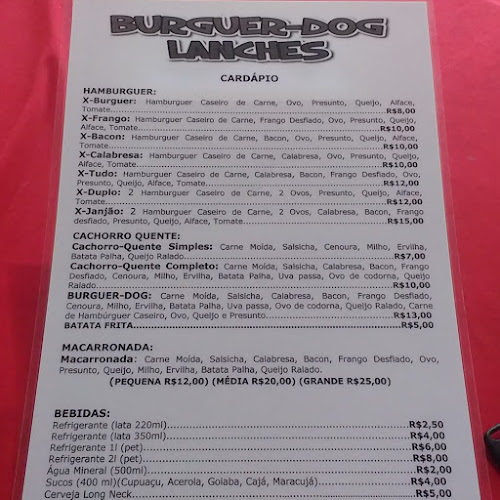 BURGUER-DOG
LANCHES
CARDÁPIO
HAMBURGUER:
X-Burguer: Hamburguer Caseiro de Carne, Ovo, Presunto, Queijo, Alface,
Tomate....................R$8,00
X-Frango: Hamburguer Caseiro de Carne, Frango Desfiado, Ovo, Presunto, Queijo,
Alface, Tomate....................R$10,00
X-Bacon: Hamburguer Caseiro de Carne, Bacon, Ovo, Presunto, Queijo, Alface,
Tomate....................R$10,00
X-Calabresa: Hamburguer Caseiro de Carne, Calabresa, Ovo, Presunto, Queijo,
Alface, Tomate....................R$10,00
X-Tudo: Hamburguer Caseiro de Carne, Calabresa, Bacon, Frango Desfiado, Ovo,
Presunto, Queijo, Alface, Tomate....................R$12,00
X-Duplo: 2 Hamburguer Caseiro de Carne, 2 Ovos, Presunto, Queijo, Alface,
Tomate....................R$12,00
X-Janjão: 2 Hamburguer Caseiro de Carne, 2 Ovos, Calabresa, Bacon, Frango
desfiado, Presunto, Queijo, Alface, Tomate....................R$15,00
CACHORRO QUENTE:
Cachorro-Quente Simples: Carne Moída, Salsicha, Cenoura, Milho, Ervilha,
Batata Palha, Queijo Ralado....................R$7,00
Cachorro-Quente Completo: Carne Moída, Salsicha, Calabresa, Bacon, Frango
Desfiado, Cenoura, Milho, Ervilha, Batata Palha, Uva passa, Ovo de codorna, Queijo
Ralado....................R$10,00
BURGUER-DOG: Carne Moída, Salsicha, Calabresa, Bacon, Frango Desfiado,
Cenoura, Milho, Ervilha, Batata Palha, Uva passa, Ovo de codorna, Queijo Ralado, Carne
de Hambúrguer Caseiro, Ovo, Queijo e Presunto....................R$13,00
BATATA FRITA....................R$5,00
MACARRONADA:
Macarronada: Carne Moída, Salsicha, Calabresa, Bacon, Frango Desfiado, Ovo,
Presunto, Queijo, Milho, Ervilha, Batata Palha, Queijo Ralado.
(PEQUENA R$12,00) (MÉDIA R$20,00) (GRANDE R$25,00)
BEBIDAS:
Refrigerante (lata 220ml)....................R$2,50
Refrigerante (lata 350ml)....................R$4,00
Refrigerante 1l (pet)....................R$6,00
Refrigerante 2l (pet)....................R$8,00
Água Mineral (500ml)....................R$2,00
Sucos (400 ml)(Cupuaçu, Acerola, Goiaba, Cajá, Maracujá)....................R$4,00
Cerveja Long Neck....................R$5,00